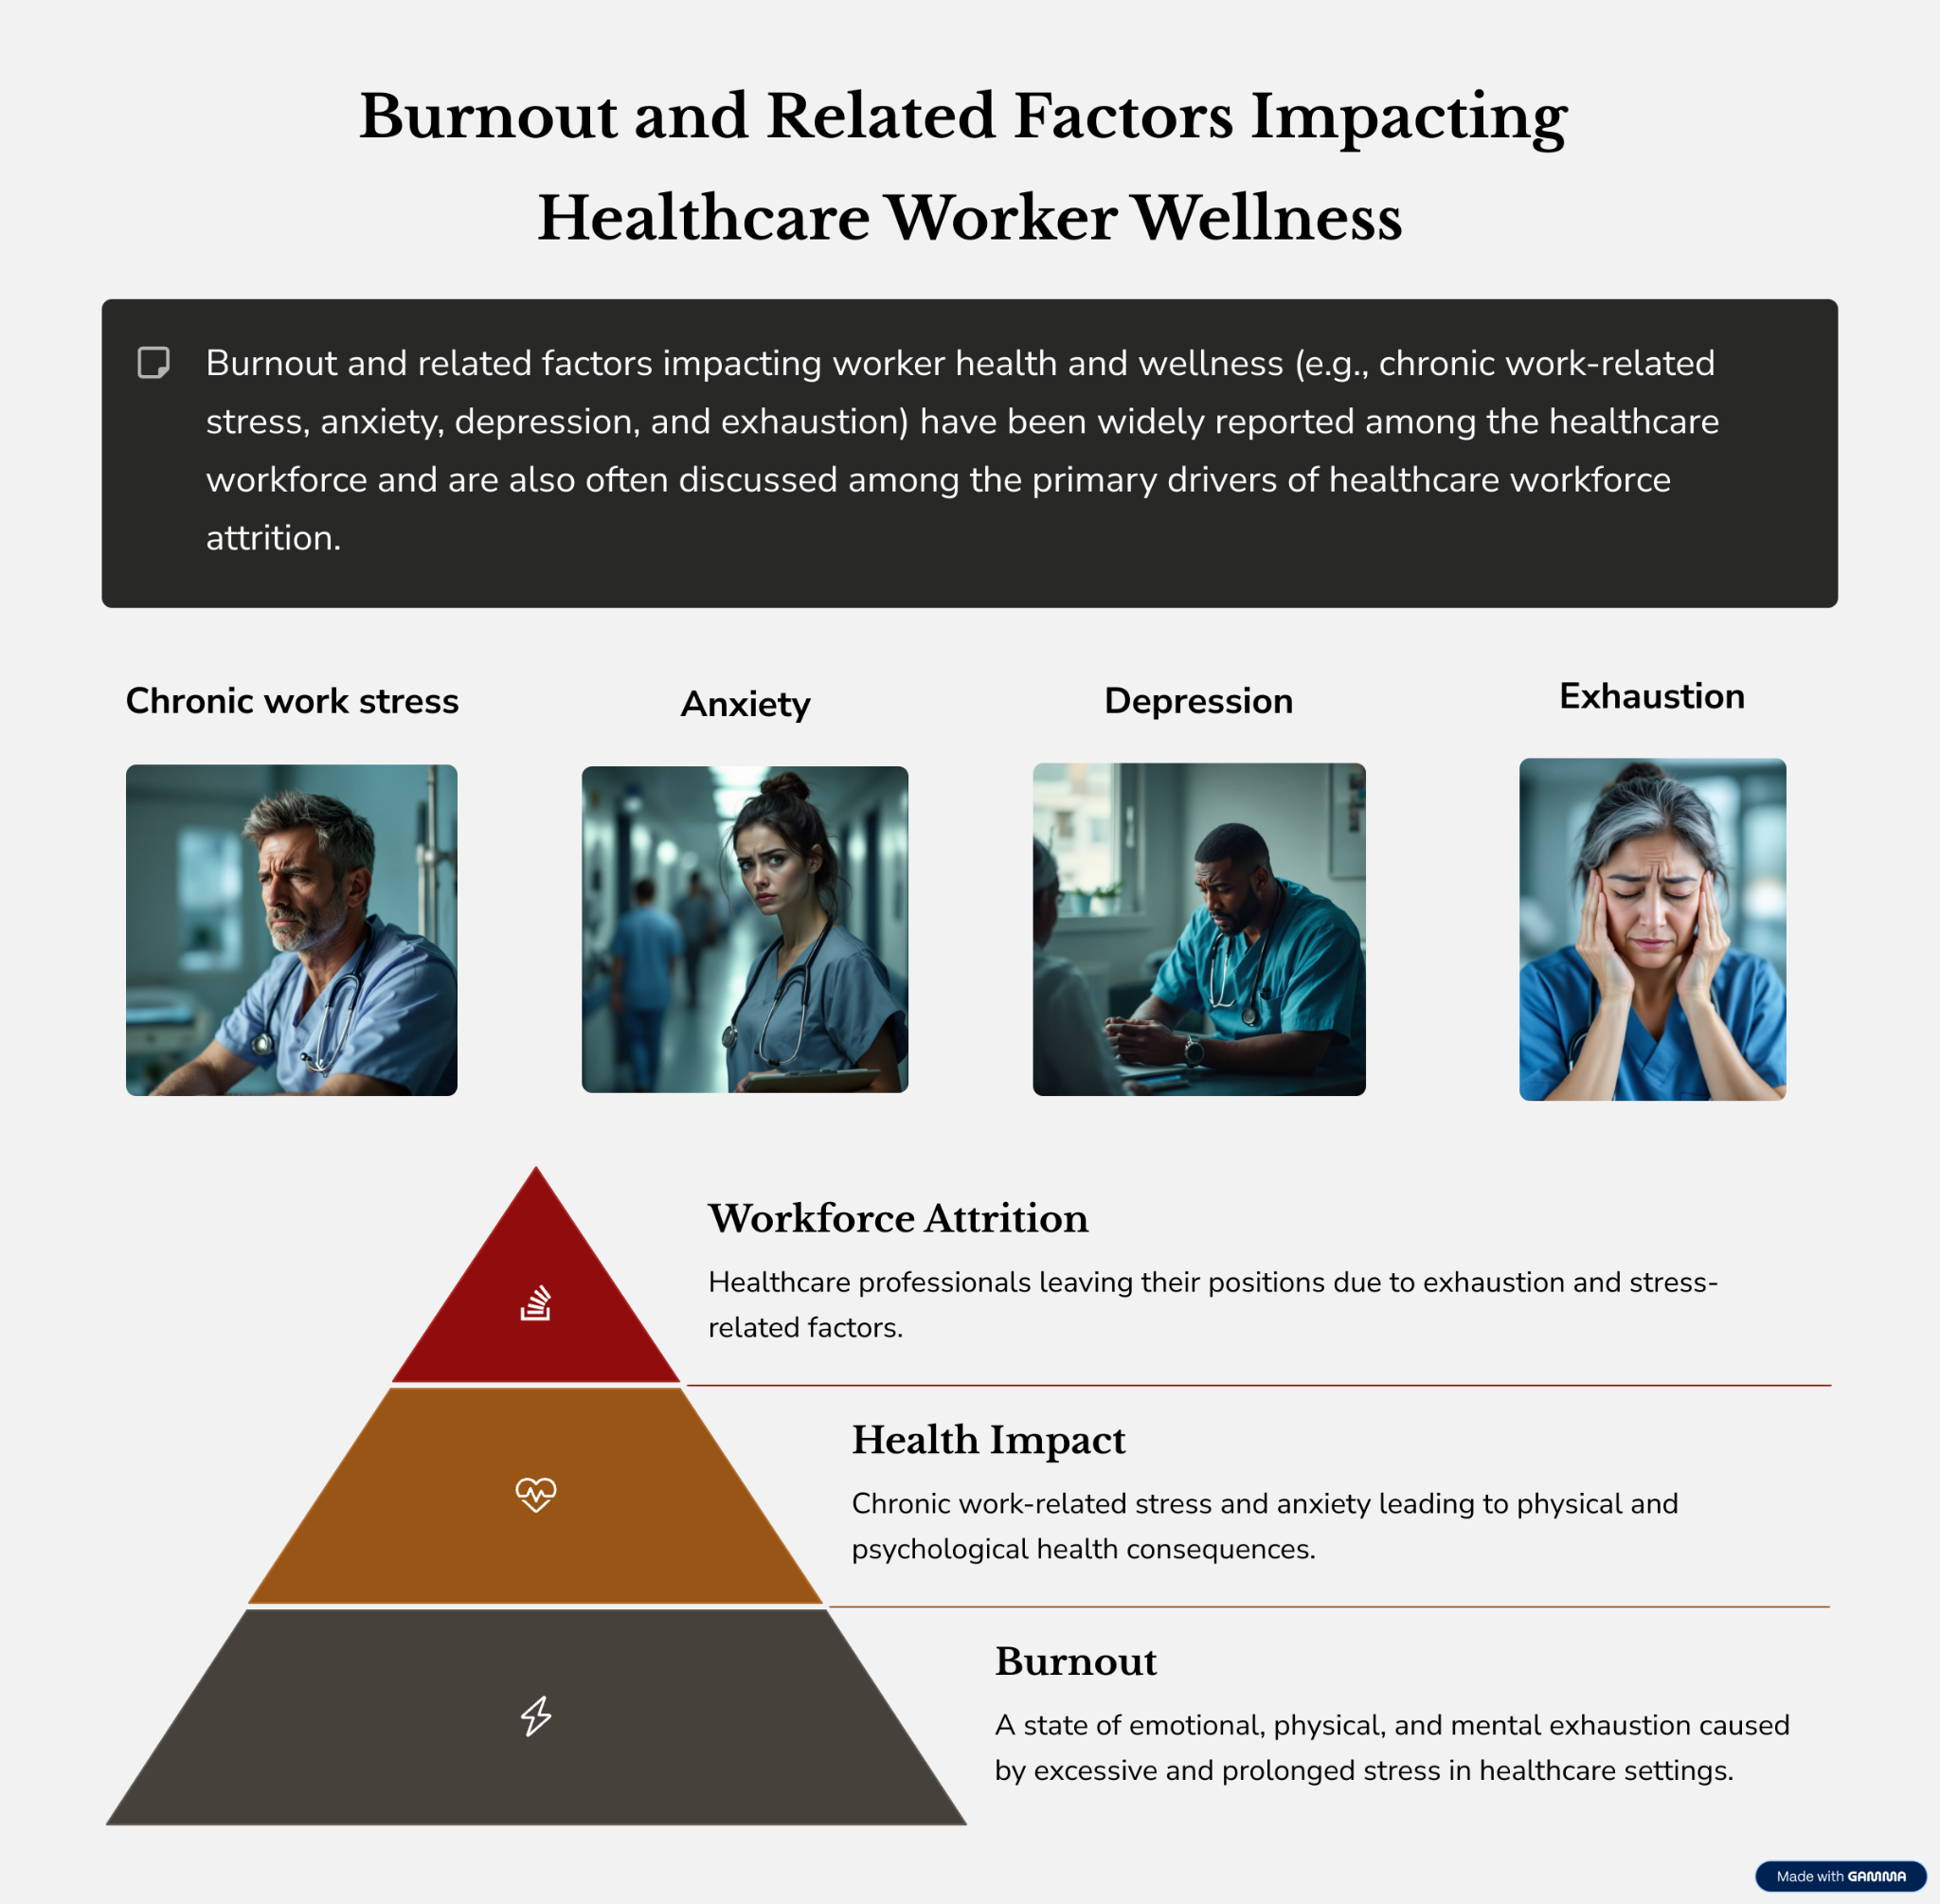 Burnout and Related Factors Impacting
Healthcare Worker Wellness
Burnout and related factors impacting worker health and wellness (e.g., chronic work-related
stress, anxiety, depression, and exhaustion) have been widely reported among the healthcare
workforce and are also often discussed among the primary drivers of healthcare workforce
attrition.
Chronic work stress
Anxiety
Depression
Exhaustion
Workforce Attrition
Healthcare professionals leaving their positions due to exhaustion and stress-
related factors.
Health Impact
Chronic work-related stress and anxiety leading to physical and
psychological health consequences.
Burnout
A state of emotional, physical, and mental exhaustion caused
by excessive and prolonged stress in healthcare settings.
Made with GAMMA